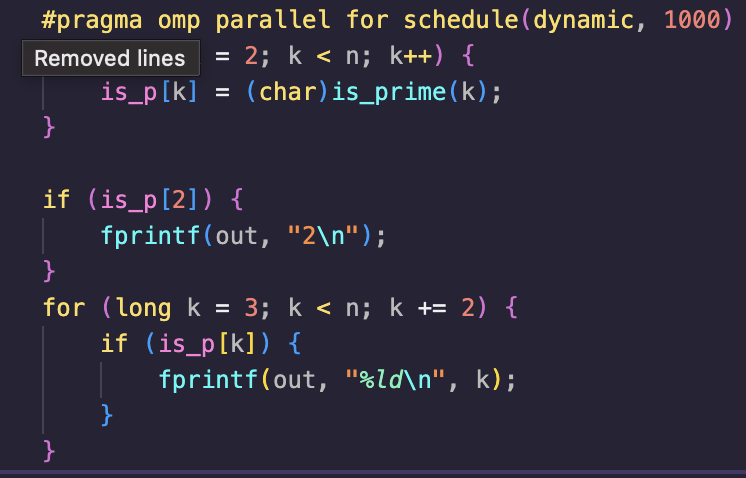 #pragma omp parallel for schedule(dynamic, 1000)
Removed lines = 2; k < n; k++) {
    is_p[k] = (char)is_prime(k);
}

if (is_p[2]) {
    fprintf(out, "2\n");
}
for (long k = 3; k < n; k += 2) {
    if (is_p[k]) {
        fprintf(out, "%ld\n", k);
    }
}